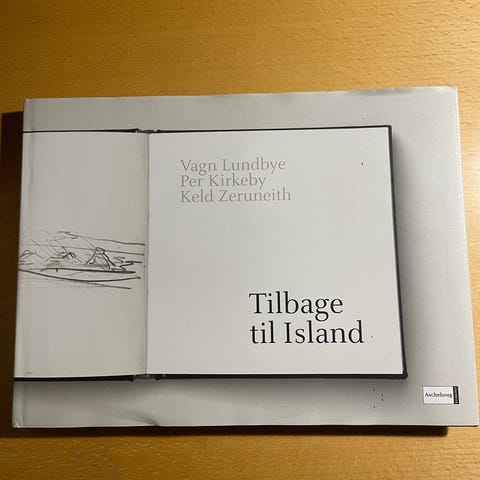 Vagn Lundbye
Per Kirkeby
Keld Zeruneith
Tilbage
til Island
Aschehoug